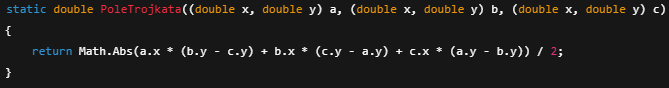 static double PoleTrojkata((double x, double y) a, (double x, double y) b, (double x, double y) c)
{
    return Math.Abs(a.x * (b.y - c.y) + b.x * (c.y - a.y) + c.x * (a.y - b.y)) / 2;
}